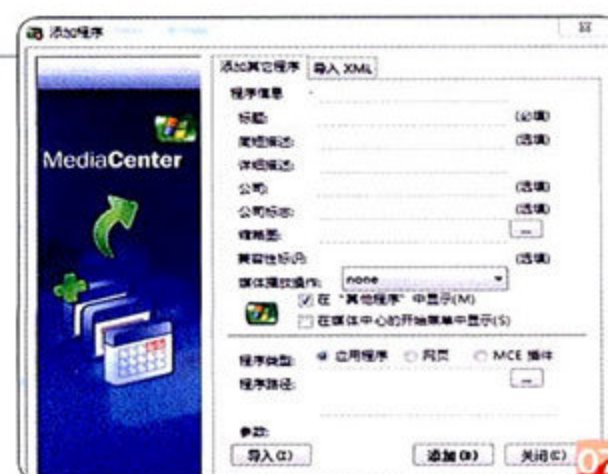 添加程序
MediaCenter
添加其它程序 导入 XML
程序信息
标题: (必填)
简短描述: (选填)
详细描述:
公司: (选填)
公司标志: (选填)
缩略图: ...
兼容性标识: (选填)
媒体播放操作: none
在 "其他程序" 中显示(M)
在媒体中心的开始菜单中显示(S)
程序类型: 应用程序 网页 MCE 插件
程序路径: ...
参数:
导入(I) 添加(D) 关闭(C)
07